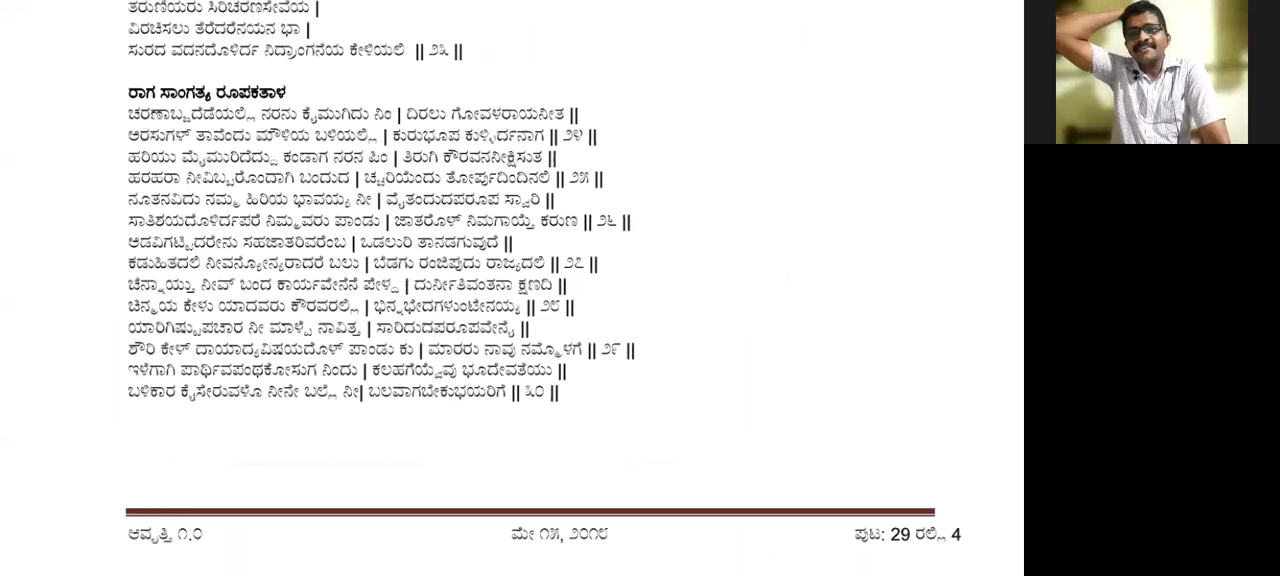 ತರುಣಿಯರು ಸಿರಿಚರಣಸೇವೆಯ |
ವಿರಚಿಸಲು ತೆರೆದರೆನಯನ ಭಾ |
ಸುರದ ವದನದೊಳಿರ್ದ ನಿದ್ರಾಂಗನೆಯ ಕೇಳಿಯಲಿ || ೨೩ ||
ರಾಗ ಸಾಂಗತ್ಯ ರೂಪಕತಾಳ
ಚರಣಾಬ್ಜದೆಡೆಯಲ್ಲಿ ನರನು ಕೈಮುಗಿದು ನಿಂ | ದಿರಲು ಗೋವಳರಾಯನೀತ ||
ಅರಸುಗಳ್ ತಾವೆಂದು ಮೌಳಿಯ ಬಳಿಯಲ್ಲಿ | ಕುರುಭೂಪ ಕುಳ್ಳಿರ್ದನಾಗ || ೨೪ ||
ಹರಿಯು ಮೈಮುರಿದೆದ್ದು ಕಂಡಾಗ ನರನ ಪಿಂ | ತಿರುಗಿ ಕೌರವನನೀಕ್ಷಿಸುತ ||
ಹರಹರಾ ನೀವಿಬ್ಬರೊಂದಾಗಿ ಬಂದುದ | ಚ್ಚರಿಯೆಂದು ತೋರ್ಪುದಿಂದಿನಲಿ || ೨೫ ||
ನೂತನವಿದು ನಮ್ಮ ಹಿರಿಯ ಭಾವಯ್ಯ ನೀ | ವೈತಂದುದಪರೂಪ ಸ್ವಾರಿ ||
ಸಾತಿಶಯದೊಳಿರ್ದಪರೆ ನಿಮ್ಮವರು ಪಾಂಡು | ಜಾತರೊಳ್ ನಿಮಗಾಯ್ತೆ ಕರುಣ || ೨೬ ||
ಅಡವಿಗಟ್ಟಿದರೇನು ಸಹಜಾತರಿವರೆಂಬ | ಒಡಲುರಿ ತಾನಡಗುವುದೆ ||
ಕಡುಹಿತದಲಿ ನೀವನ್ಯೋನ್ಯರಾದರೆ ಬಲು | ಬೆಡಗು ರಂಜಿಪುದು ರಾಜ್ಯದಲಿ || ೨೭ ||
ಚೆನ್ನಾಯ್ತು ನೀವ್ ಬಂದ ಕಾರ್ಯವೇನೆನೆ ಪೇಳ್ದ | ದುರ್ನೀತಿವಂತನಾ ಕ್ಷಣದಿ ||
ಚಿನ್ಮಯ ಕೇಳು ಯಾದವರು ಕೌರವರಲ್ಲಿ | ಭಿನ್ನಭೇದಗಳುಂಟೇನಯ್ಯ || ೨೮ ||
ಯಾರಿಗಿಷ್ಟುಪಚಾರ ನೀ ಮಾಳ್ಪೆ ನಾವಿತ್ತ | ಸಾರಿದುದಪರೂಪವೇನೈ ||
ಶೌರಿ ಕೇಳ್ ದಾಯಾದ್ಯವಿಷಯದೊಳ್ ಪಾಂಡು ಕು | ಮಾರರು ನಾವು ನಮ್ಮೊಳಗೆ || ೨೯ ||
ಇಳೆಗಾಗಿ ಪಾರ್ಥಿವಪಂಥಕೋಸುಗ ನಿಂದು | ಕಲಹಗೆಯ್ವೆವು ಭೂದೇವತೆಯು ||
ಬಳಿಕಾರ ಕೈಸೇರುವಳೊ ನೀನೇ ಬಲ್ಲೆ ನೀ| ಬಲವಾಗಬೇಕುಭಯರಿಗೆ || ೩೦ ||
ಆವೃತ್ತಿ ೧.೦ ಮೇ ೧೫, ೨೦೧೮ ಪುಟ: 29 ರಲ್ಲಿ 4